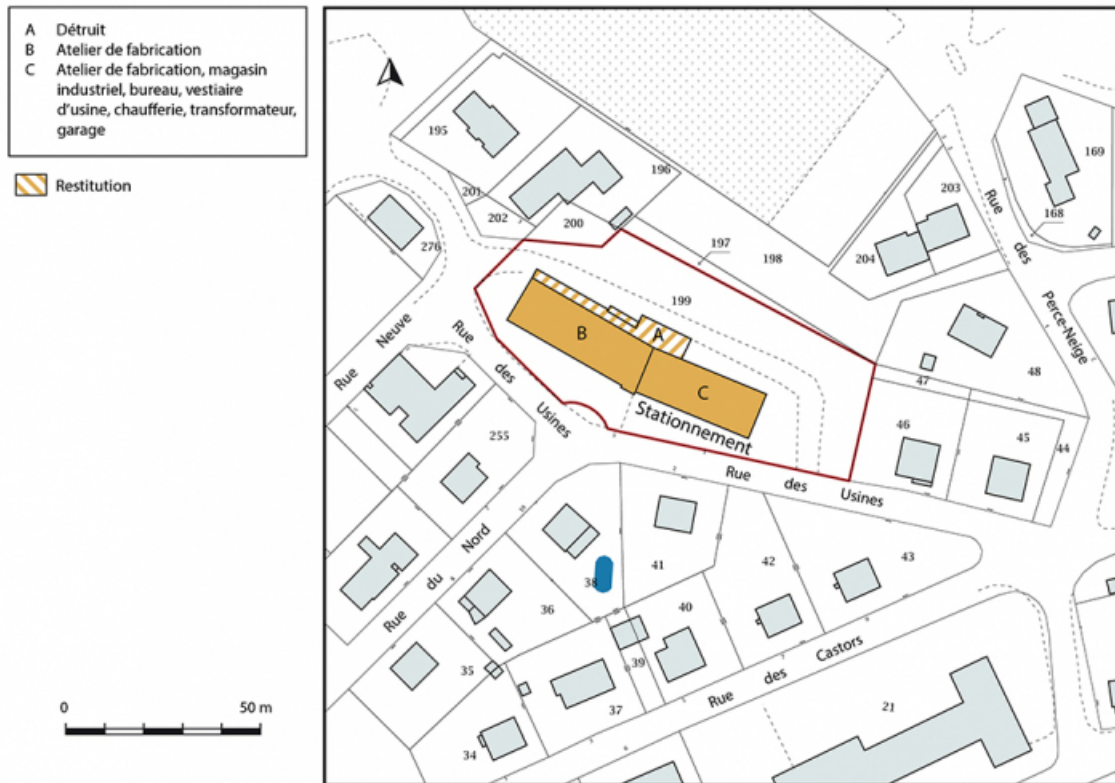 A Détruit
B Atelier de fabrication
C Atelier de fabrication, magasin
industriel, bureau, vestiaire
d'usine, chaufferie, transformateur,
garage
Restitution
0 50 m
195
196
201
202
200
276
197
198
199
203
204
169
168
Rue des Perce-Neige
Rue Neuve
Rue des Usines
A
B
C
Stationnement
47
48
46
45
44
255
Rue des Usines
Rue du Nord
38
41
42
43
36
40
39
35
37
34
Rue des Castors
21